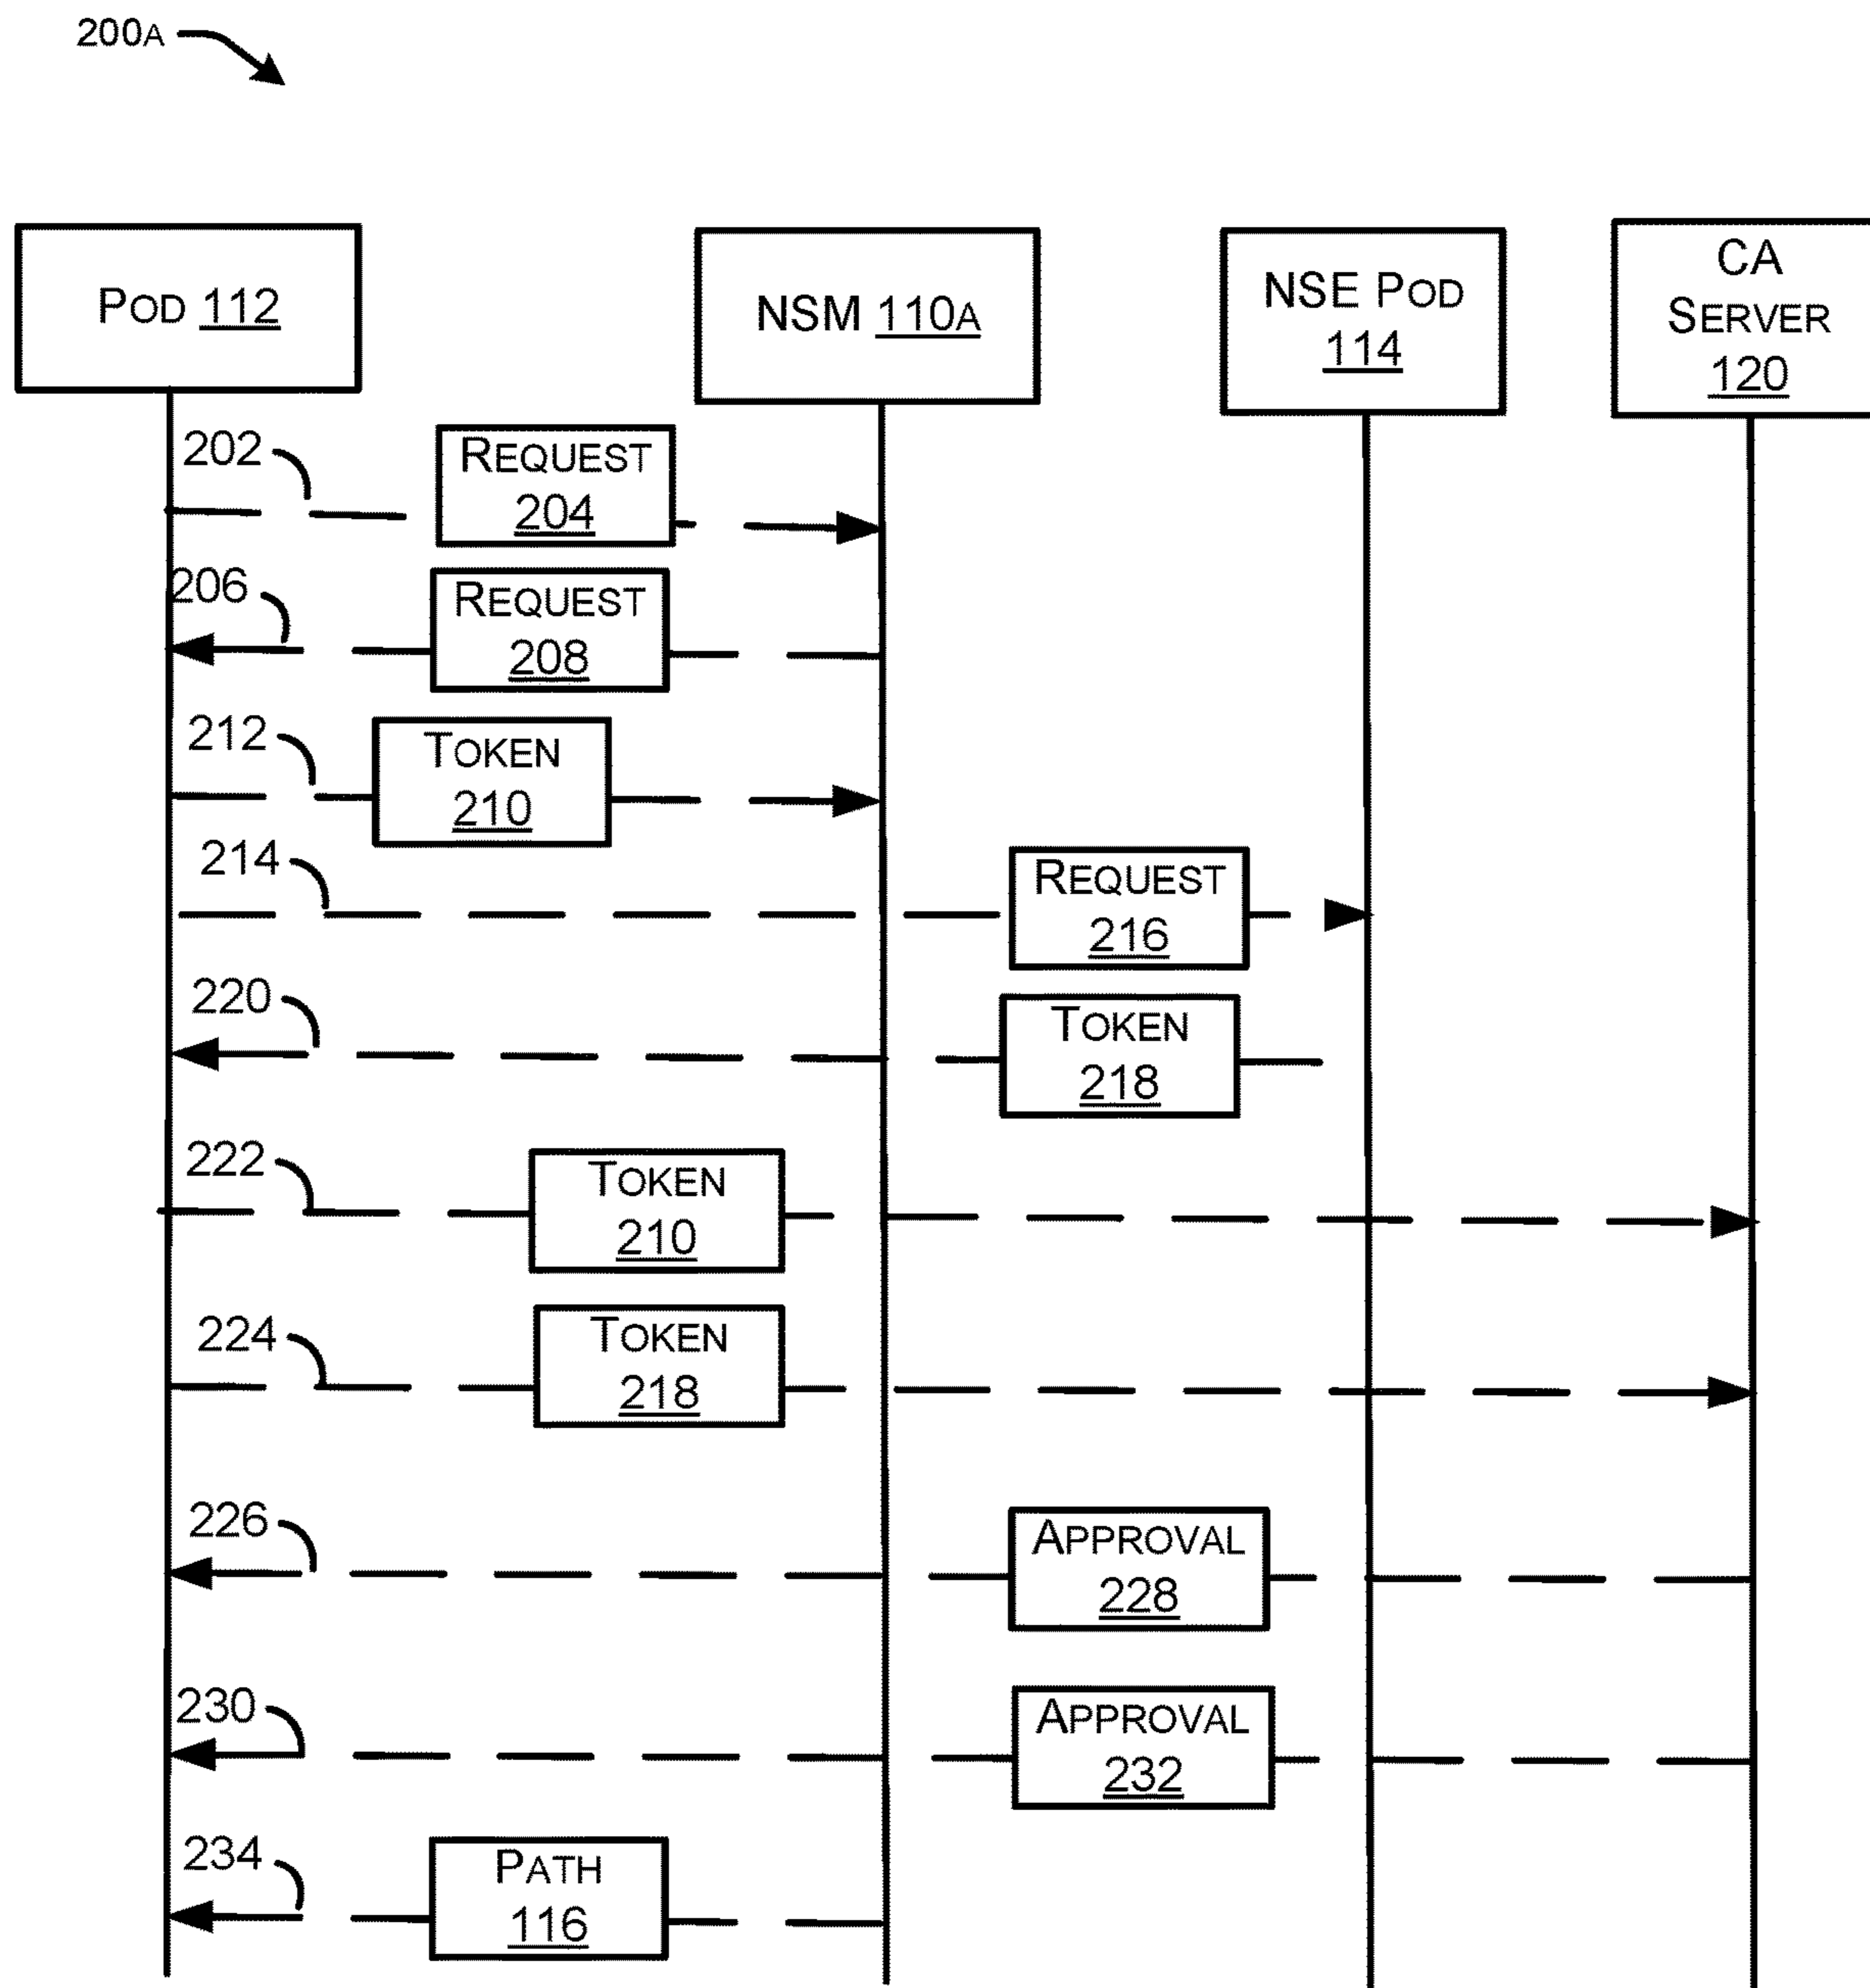 200A
POD 112
NSM 110A
NSE POD
114
CA
SERVER
120
202
REQUEST
204
206
REQUEST
208
212
TOKEN
210
214
REQUEST
216
220
TOKEN
218
222
TOKEN
210
224
TOKEN
218
226
APPROVAL
228
230
APPROVAL
232
234
PATH
116